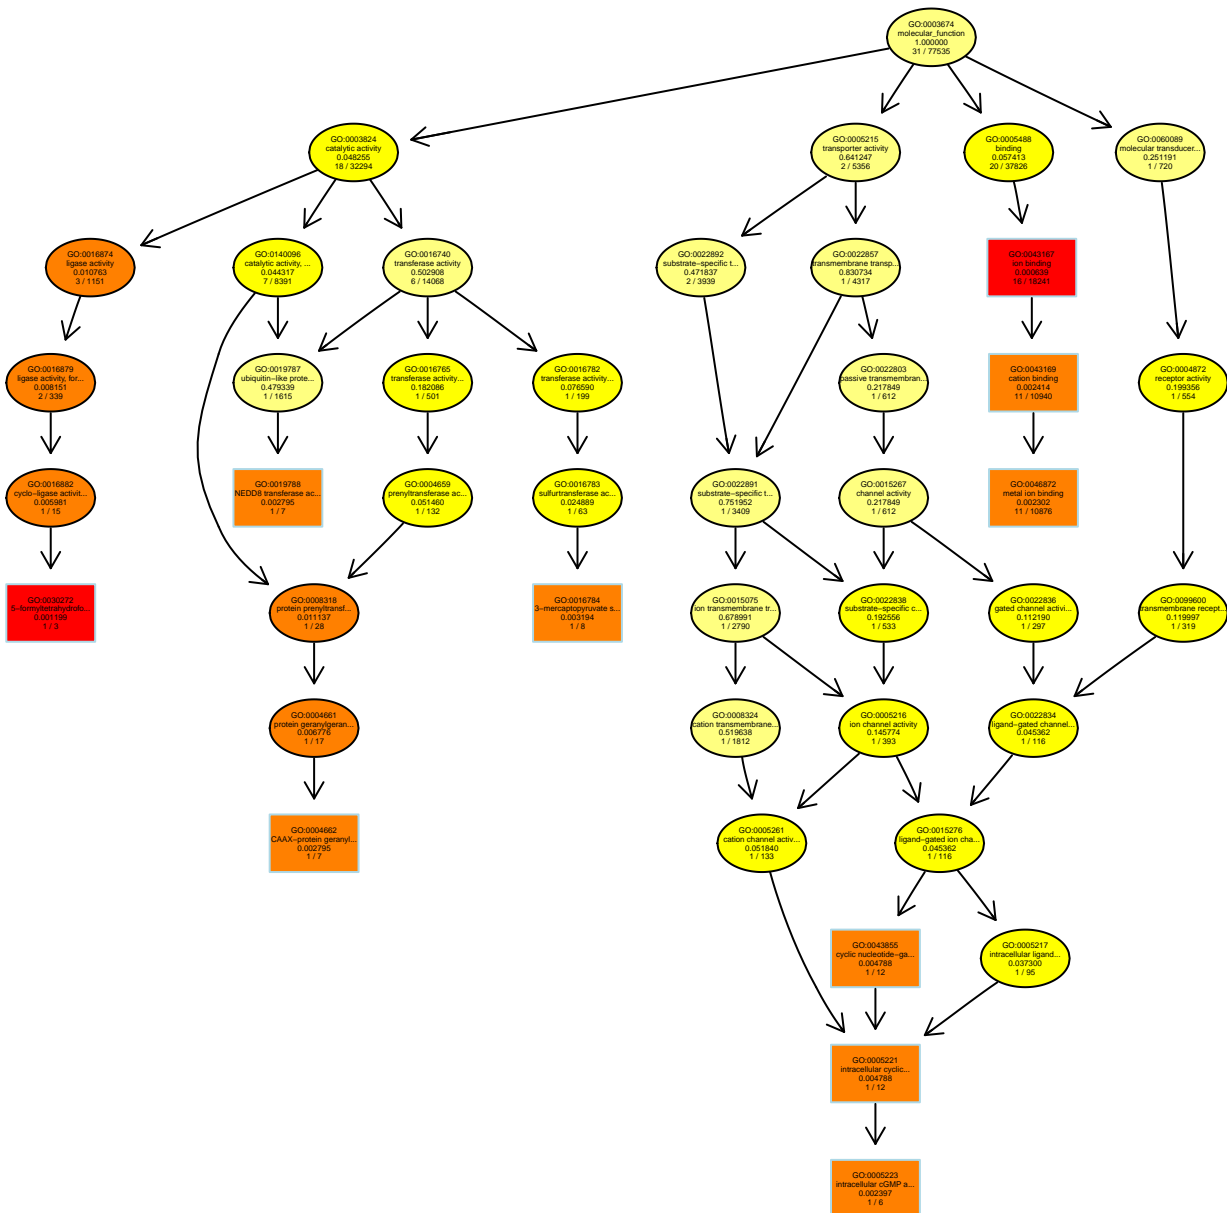 GO:0003674
molecular_function
1.000000
31 / 77535
GO:0003824
catalytic activity
0.048255
18 / 32294
GO:0005215
transporter activity
0.641247
2 / 5356
GO:0005488
binding
0.057413
20 / 37826
GO:0060089
molecular transducer...
0.251191
1 / 720
GO:0016874
ligase activity
0.010763
3 / 1151
GO:0140096
catalytic activity, ...
0.044317
7 / 8391
GO:0016740
transferase activity
0.502908
6 / 14068
GO:0022892
substrate−specific t...
0.471837
2 / 3939
GO:0022857
transmembrane transp...
0.830734
1 / 4317
GO:0043167
ion binding
0.000639
16 / 18241
GO:0016879
ligase activity, for...
0.008151
2 / 339
GO:0019787
ubiquitin−like prote...
0.479339
1 / 1615
GO:0016765
transferase activity...
0.182086
1 / 501
GO:0016782
transferase activity...
0.076590
1 / 199
GO:0022803
passive transmembran...
0.217849
1 / 612
GO:0043169
cation binding
0.002414
11 / 10940
GO:0004872
receptor activity
0.199356
1 / 554
GO:0016882
cyclo−ligase activit...
0.005981
1 / 15
GO:0019788
NEDD8 transferase ac...
0.002795
1 / 7
GO:0004659
prenyltransferase ac...
0.051460
1 / 132
GO:0016783
sulfurtransferase ac...
0.024889
1 / 63
GO:0022891
substrate−specific t...
0.751952
1 / 3409
GO:0015267
channel activity
0.217849
1 / 612
GO:0046872
metal ion binding
0.002302
11 / 10876
GO:0030272
5−formyltetrahydrofo...
0.001199
1 / 3
GO:0008318
protein prenyltransf...
0.011137
1 / 28
GO:0016784
3−mercaptopyruvate s...
0.003194
1 / 8
GO:0015075
ion transmembrane tr...
0.678991
1 / 2790
GO:0022838
substrate−specific c...
0.192556
1 / 533
GO:0022836
gated channel activi...
0.112190
1 / 297
GO:0099600
transmembrane recept...
0.119997
1 / 319
GO:0004661
protein geranylgeran...
0.006776
1 / 17
GO:0008324
cation transmembrane...
0.519638
1 / 1812
GO:0005216
ion channel activity
0.145774
1 / 393
GO:0022834
ligand−gated channel...
0.045362
1 / 116
GO:0004662
CAAX−protein geranyl...
0.002795
1 / 7
GO:0005261
cation channel activ...
0.051840
1 / 133
GO:0015276
ligand−gated ion cha...
0.045362
1 / 116
GO:0043855
cyclic nucleotide−ga...
0.004788
1 / 12
GO:0005217
intracellular ligand...
0.037300
1 / 95
GO:0005221
intracellular cyclic...
0.004788
1 / 12
GO:0005223
intracellular cGMP a...
0.002397
1 / 6